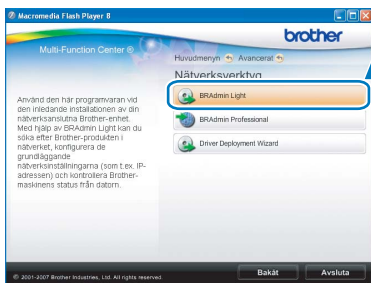 Macromedia Flash Player 8
brother
Multi-Function Center ®
Huvudmenyn Avancerat
Nätverksverktyg
BRAdmin Light
BRAdmin Professional
Driver Deployment Wizard
Använd den här programvaran vid
den inledande installationen av din
nätverksanslutna Brother-enhet.
Med hjälp av BRAdmin Light kan du
söka efter Brother-produkten i
nätverket, konfigurera de
grundläggande
nätverksinställningarna (som t.ex. IP-
adressen) och kontrollera Brother-
maskinens status från datorn.
© 2001-2007 Brother Industries, Ltd. All rights reserved.
Bakåt
Avsluta